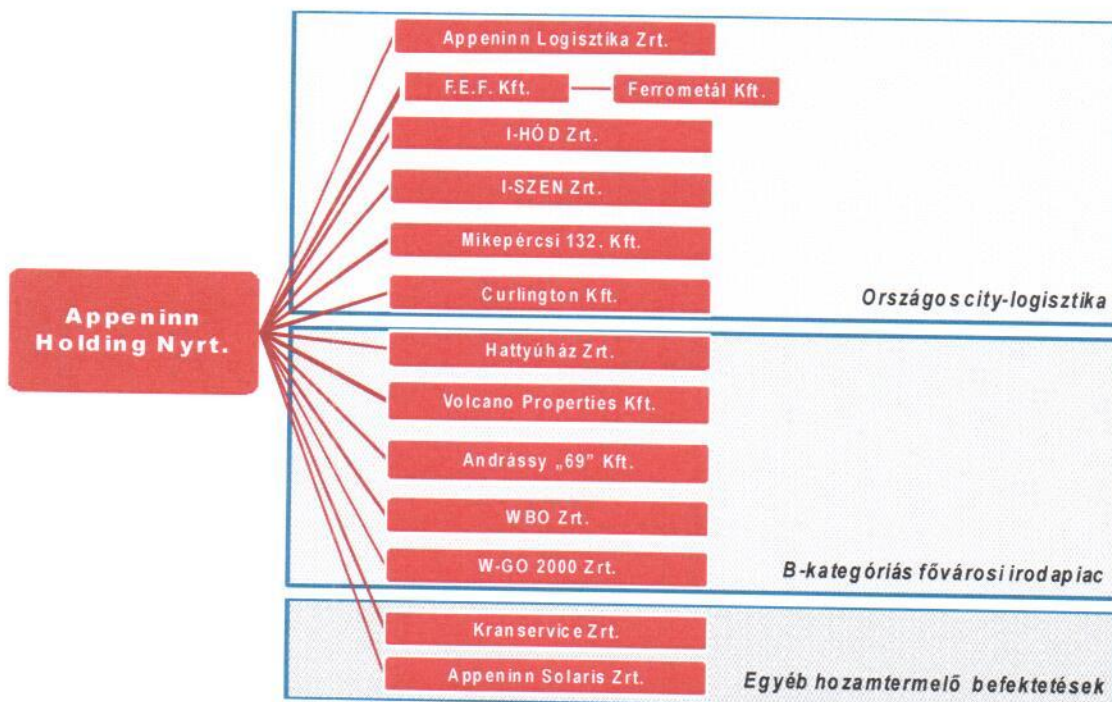 Appeninn
Holding Nyrt.
Appeninn Logisztika Zrt.
F.E.F. Kft.
Ferrometál Kft.
I-HÓD Zrt.
I-SZEN Zrt.
Mikepércsi 132. Kft.
Curlington Kft.
Országos city-logisztika
Hattyúház Zrt.
Volcano Properties Kft.
Andrássy „69” Kft.
WBO Zrt.
W-GO 2000 Zrt.
B-kategóriás fővárosi irodapiac
Kranservice Zrt.
Appeninn Solaris Zrt.
Egyéb hozamtermelő befektetések